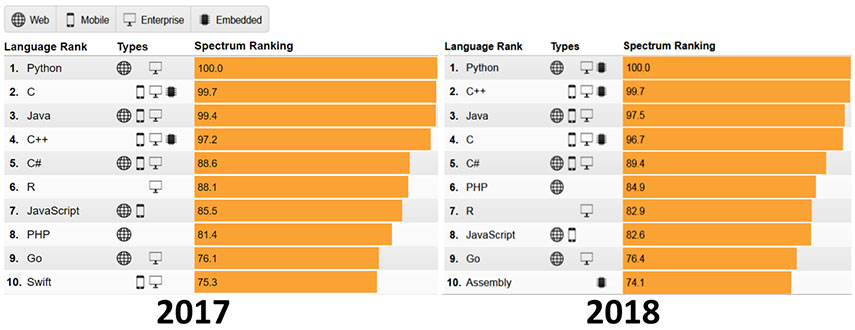 Web Mobile Enterprise Embedded
Language Rank Types Spectrum Ranking
1. Python 100.0
2. C 99.7
3. Java 99.4
4. C++ 97.2
5. C# 88.6
6. R 88.1
7. JavaScript 85.5
8. PHP 81.4
9. Go 76.1
10. Swift 75.3
2017
Language Rank Types Spectrum Ranking
1. Python 100.0
2. C++ 99.7
3. Java 97.5
4. C 96.7
5. C# 89.4
6. PHP 84.9
7. R 82.9
8. JavaScript 82.6
9. Go 76.4
10. Assembly 74.1
2018